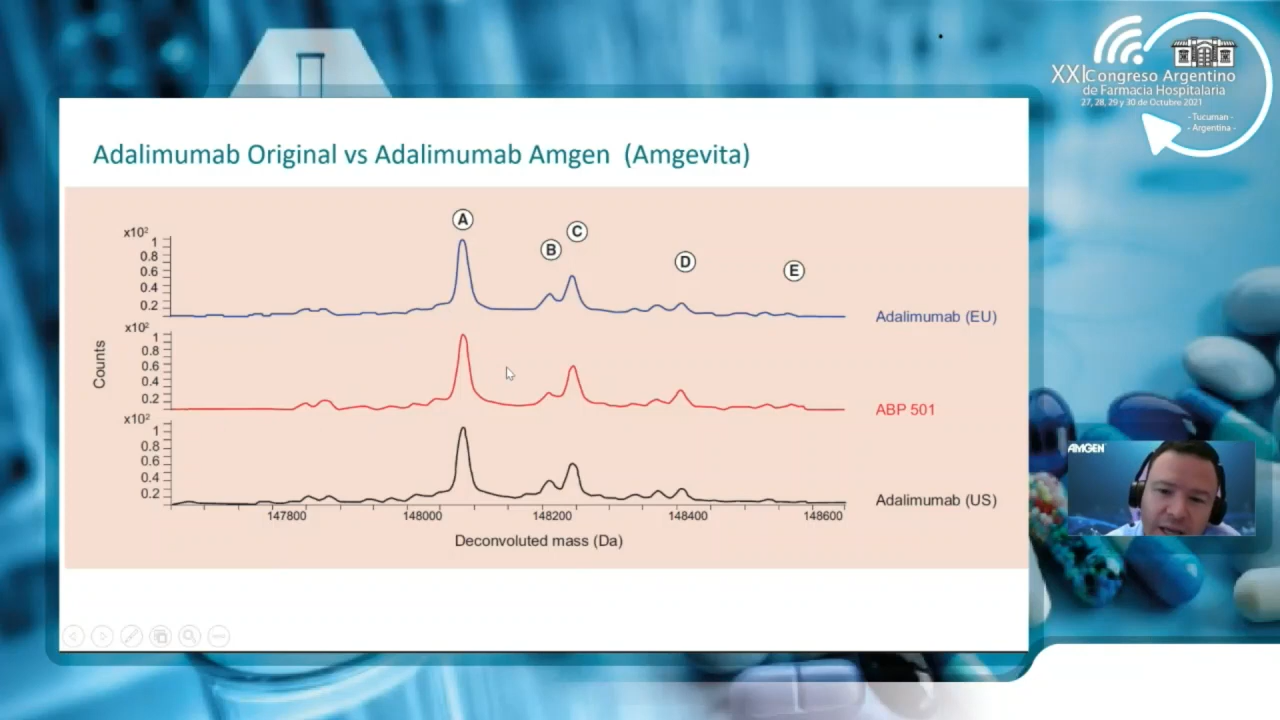 XXI Congreso Argentino
de Farmacia Hospitalaria
27, 28, 29 y 30 de Octubre 2021
- Tucuman -
- Argentina -
Adalimumab Original vs Adalimumab Amgen (Amgevita)
A
B
C
D
E
x10²
1
0.8
0.6
0.4
0.2
Adalimumab (EU)
x10²
1
0.8
0.6
0.4
0.2
ABP 501
Counts
x10²
1
0.8
0.6
0.4
0.2
Adalimumab (US)
147800 148000 148200 148400 148600
Deconvoluted mass (Da)
AMGEN